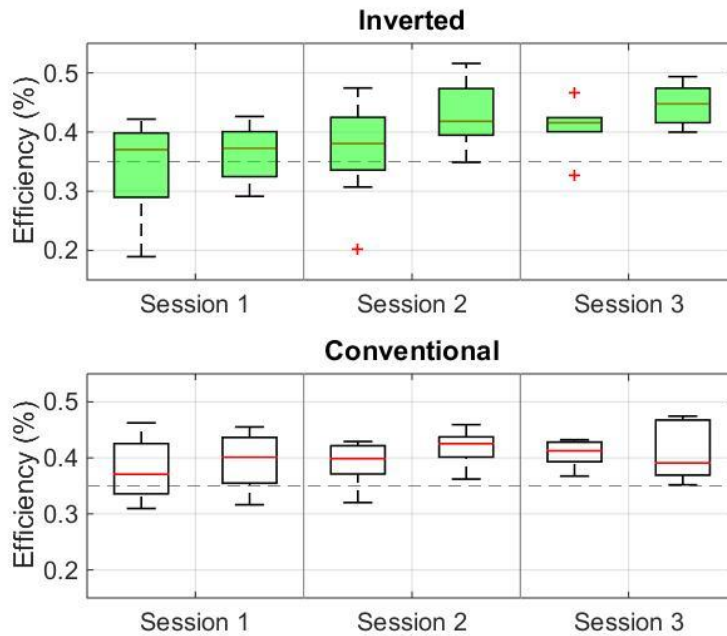 Inverted
Efficiency (%)
0.5
0.4
0.3
0.2
Session 1 Session 2 Session 3
Conventional
Efficiency (%)
0.5
0.4
0.3
0.2
Session 1 Session 2 Session 3